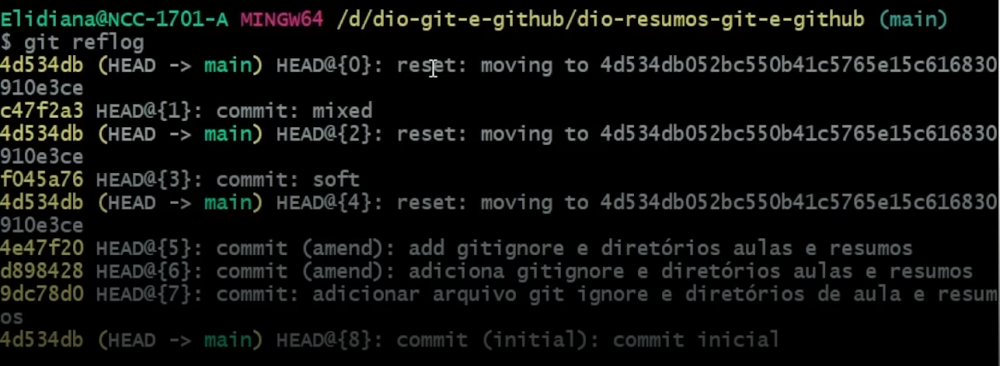 Elidiana@NCC-1701-A MINGW64 /d/dio-git-e-github/dio-resumos-git-e-github (main)
$ git reflog
4d534db (HEAD -> main) HEAD@{0}: reset: moving to 4d534db052bc550b41c5765e15c616830
910e3ce
c47f2a3 HEAD@{1}: commit: mixed
4d534db (HEAD -> main) HEAD@{2}: reset: moving to 4d534db052bc550b41c5765e15c616830
910e3ce
f045a76 HEAD@{3}: commit: soft
4d534db (HEAD -> main) HEAD@{4}: reset: moving to 4d534db052bc550b41c5765e15c616830
910e3ce
4e47f20 HEAD@{5}: commit (amend): add gitignore e diretórios aulas e resumos
d898428 HEAD@{6}: commit (amend): adiciona gitignore e diretórios aulas e resumos
9dc78d0 HEAD@{7}: commit: adicionar arquivo git ignore e diretórios de aula e resum
os
4d534db (HEAD -> main) HEAD@{8}: commit (initial): commit inicial